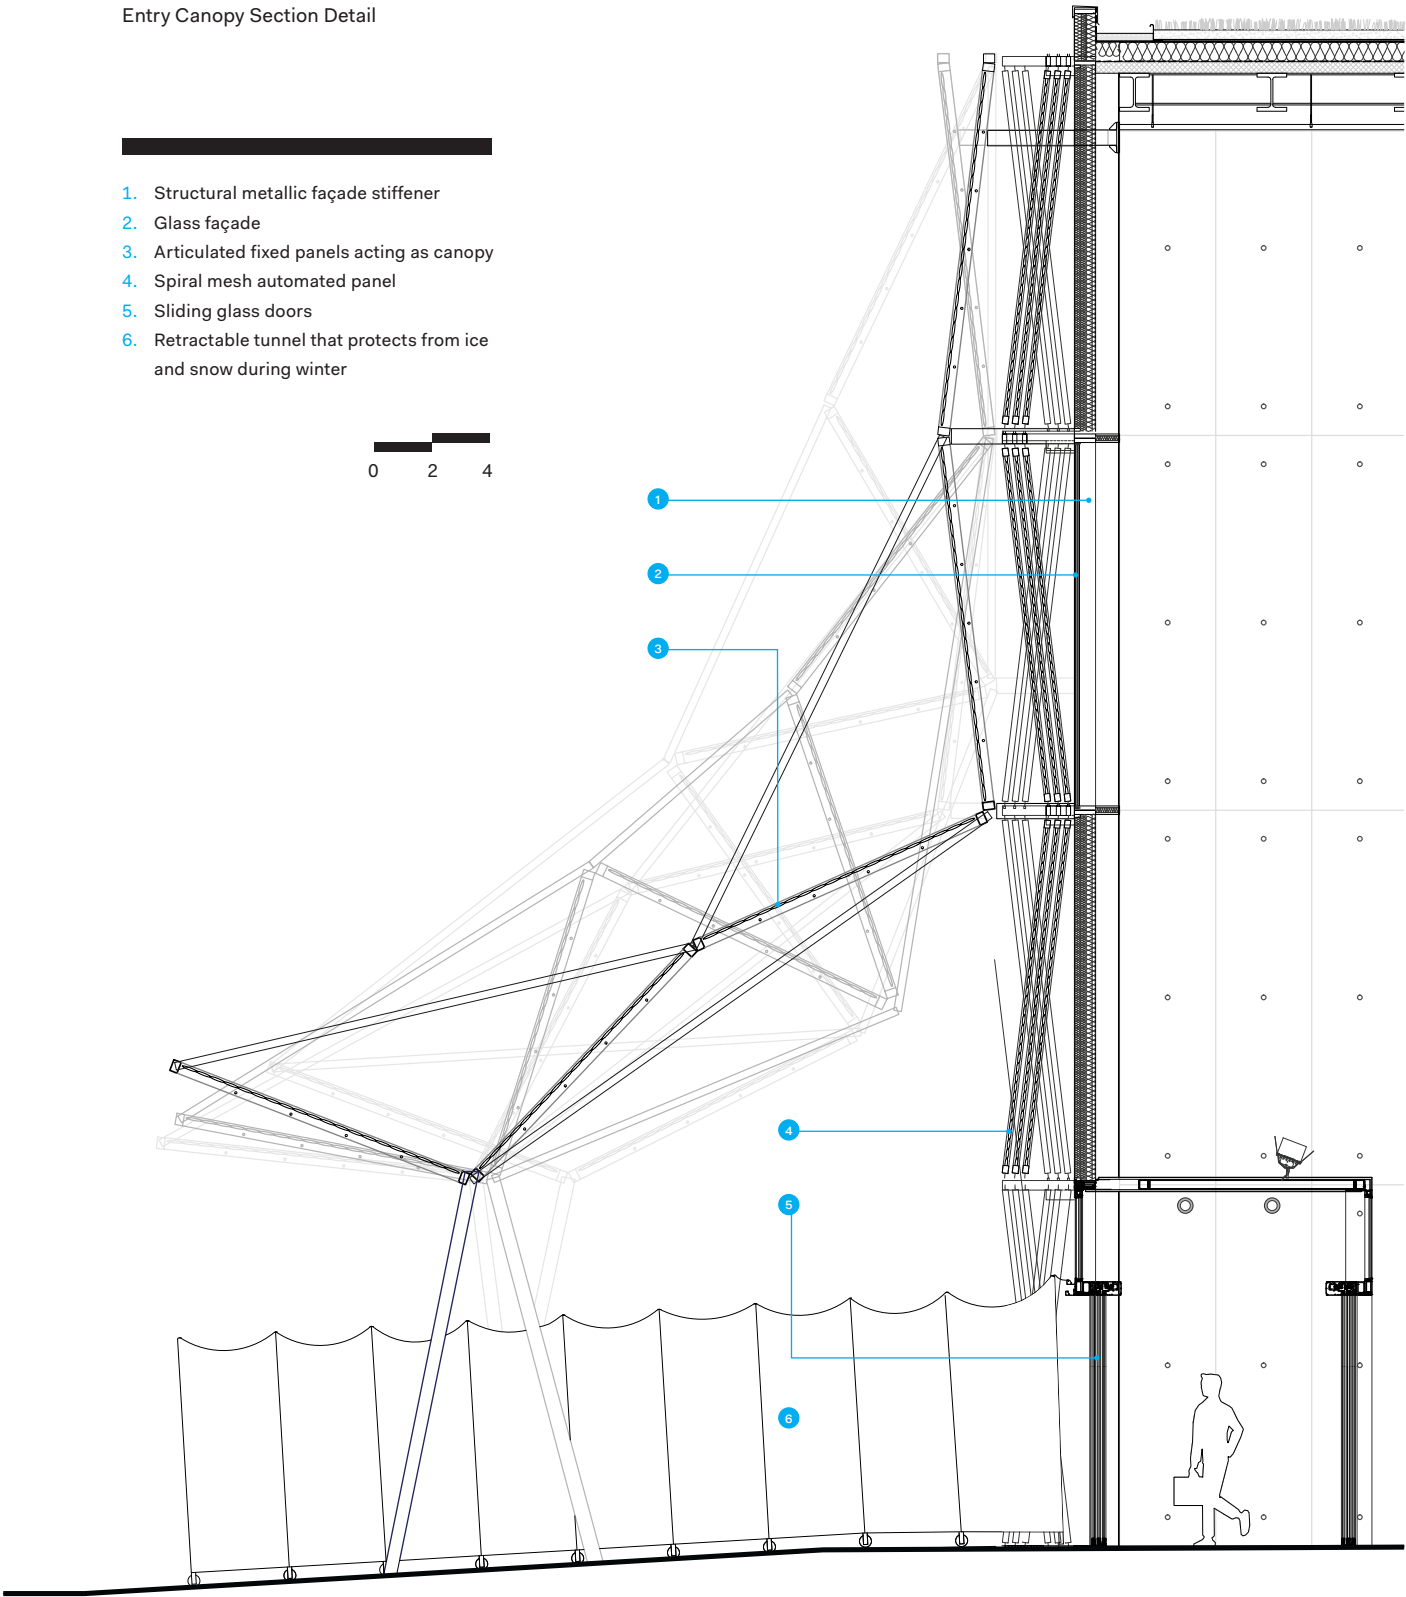 Entry Canopy Section Detail
1. Structural metallic façade stiffener
2. Glass façade
3. Articulated fixed panels acting as canopy
4. Spiral mesh automated panel
5. Sliding glass doors
6. Retractable tunnel that protects from ice
and snow during winter
0 2 4
1
2
3
4
5
6